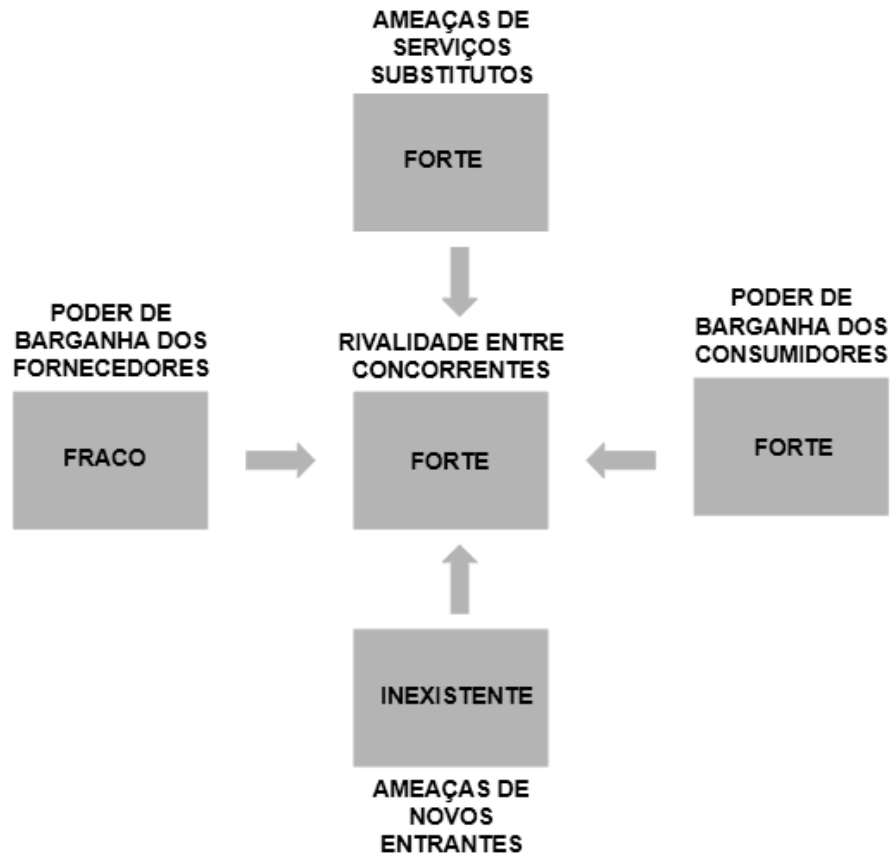 AMEAÇAS DE
SERVIÇOS
SUBSTITUTOS
FORTE
PODER DE
BARGANHA DOS
FORNECEDORES
FRACO
RIVALIDADE ENTRE
CONCORRENTES
FORTE
PODER DE
BARGANHA DOS
CONSUMIDORES
FORTE
INEXISTENTE
AMEAÇAS DE
NOVOS
ENTRANTES